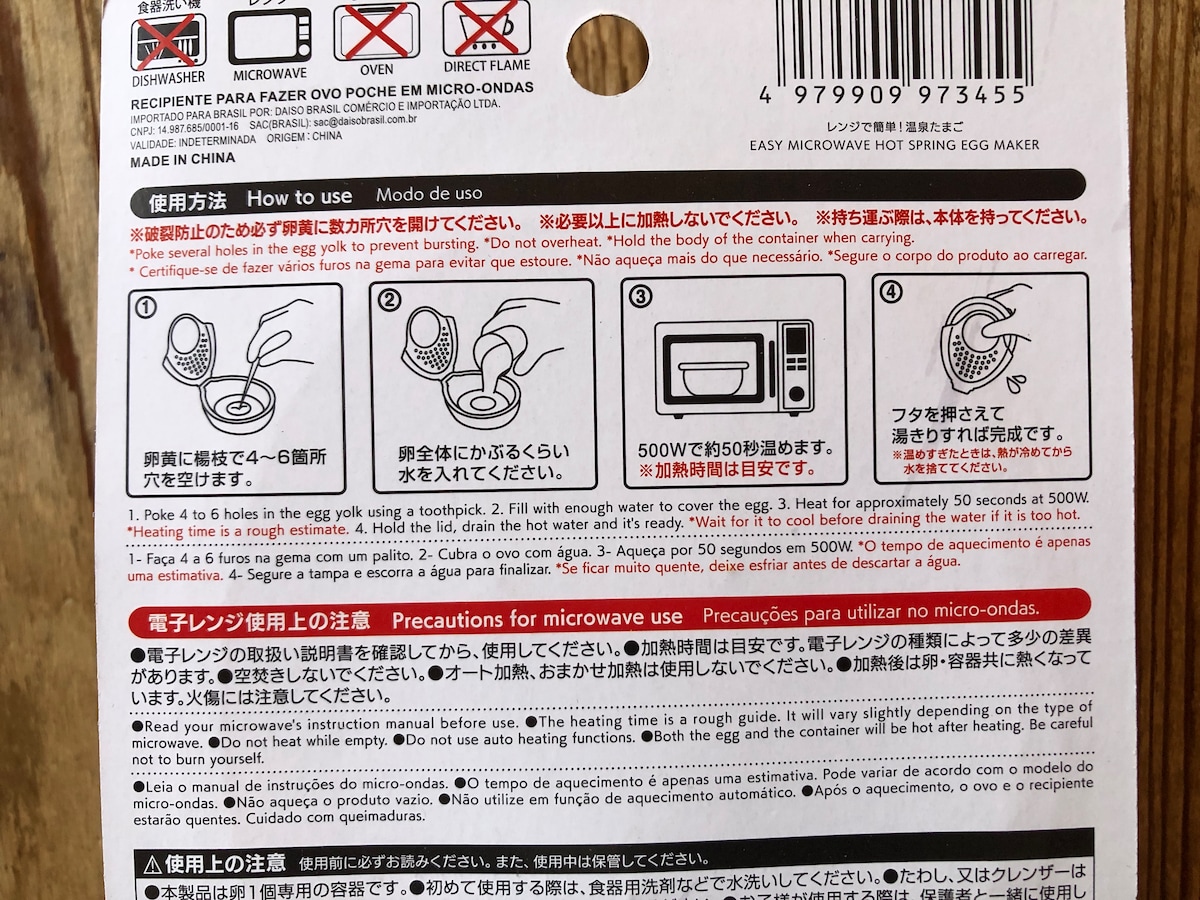 食器洗い機
DISHWASHER
MICROWAVE
OVEN
DIRECT FLAME
RECIPIENTE PARA FAZER OVO POCHE EM MICRO-ONDAS
IMPORTADO PARA BRASIL POR: DAISO BRASIL COMÉRCIO E IMPORTAÇÃO LTDA.
CNPJ: 14.987.685/0001-16 SAC(BRASIL): sac@daisobrasil.com.br
VALIDADE: INDETERMINADA ORIGEM: CHINA
MADE IN CHINA
4 979909 973455
レンジで簡単!温泉たまご
EASY MICROWAVE HOT SPRING EGG MAKER
使用方法 How to use Modo de uso
※破裂防止のため必ず卵黄に数カ所穴を開けてください。 ※必要以上に加熱しないでください。 ※持ち運ぶ際は、本体を持ってください。
*Poke several holes in the egg yolk to prevent bursting. *Do not overheat. *Hold the body of the container when carrying.
* Certifique-se de fazer vários furos na gema para evitar que estoure. *Não aqueça mais do que necessário. *Segure o corpo do produto ao carregar.
①
卵黄に楊枝で4〜6箇所
穴を空けます。
②
卵全体にかぶるくらい
水を入れてください。
③
500Wで約50秒温めます。
※加熱時間は目安です。
④
フタを押さえて
湯きりすれば完成です。
※温めすぎたときは、熱が冷めてから
水を捨ててください。
1. Poke 4 to 6 holes in the egg yolk using a toothpick. 2. Fill with enough water to cover the egg. 3. Heat for approximately 50 seconds at 500W.
*Heating time is a rough estimate. 4. Hold the lid, drain the hot water and it's ready. *Wait for it to cool before draining the water if it is too hot.
1- Faça 4 a 6 furos na gema com um palito. 2- Cubra o ovo com água. 3- Aqueça por 50 segundos em 500W. *O tempo de aquecimento é apenas
uma estimativa. 4- Segure a tampa e escorra a água para finalizar. *Se ficar muito quente, deixe esfriar antes de descartar a água.
電子レンジ使用上の注意 Precautions for microwave use Precauções para utilizar no micro-ondas.
●電子レンジの取扱い説明書を確認してから、使用してください。●加熱時間は目安です。電子レンジの種類によって多少の差異
があります。●空焚きしないでください。●オート加熱、おまかせ加熱は使用しないでください。●加熱後は卵・容器共に熱くなって
います。火傷には注意してください。
●Read your microwave's instruction manual before use. ●The heating time is a rough guide. It will vary slightly depending on the type of
microwave. ●Do not heat while empty. ●Do not use auto heating functions. ●Both the egg and the container will be hot after heating. Be careful
not to burn yourself.
●Leia o manual de instruções do micro-ondas. ●O tempo de aquecimento é apenas uma estimativa. Pode variar de acordo com o modelo do
micro-ondas. ●Não aqueça o produto vazio. ●Não utilize em função de aquecimento automático. ●Após o aquecimento, o ovo e o recipiente
estarão quentes. Cuidado com queimaduras.
⚠使用上の注意 使用前に必ずお読みください。また、使用中は保管してください。
●本製品は卵1個専用の容器です。●初めて使用する際は、食器用洗剤などで水洗いしてください。●たわし、又はクレンザーは
●お子様が使用する際は、保護者と一緒に使用し